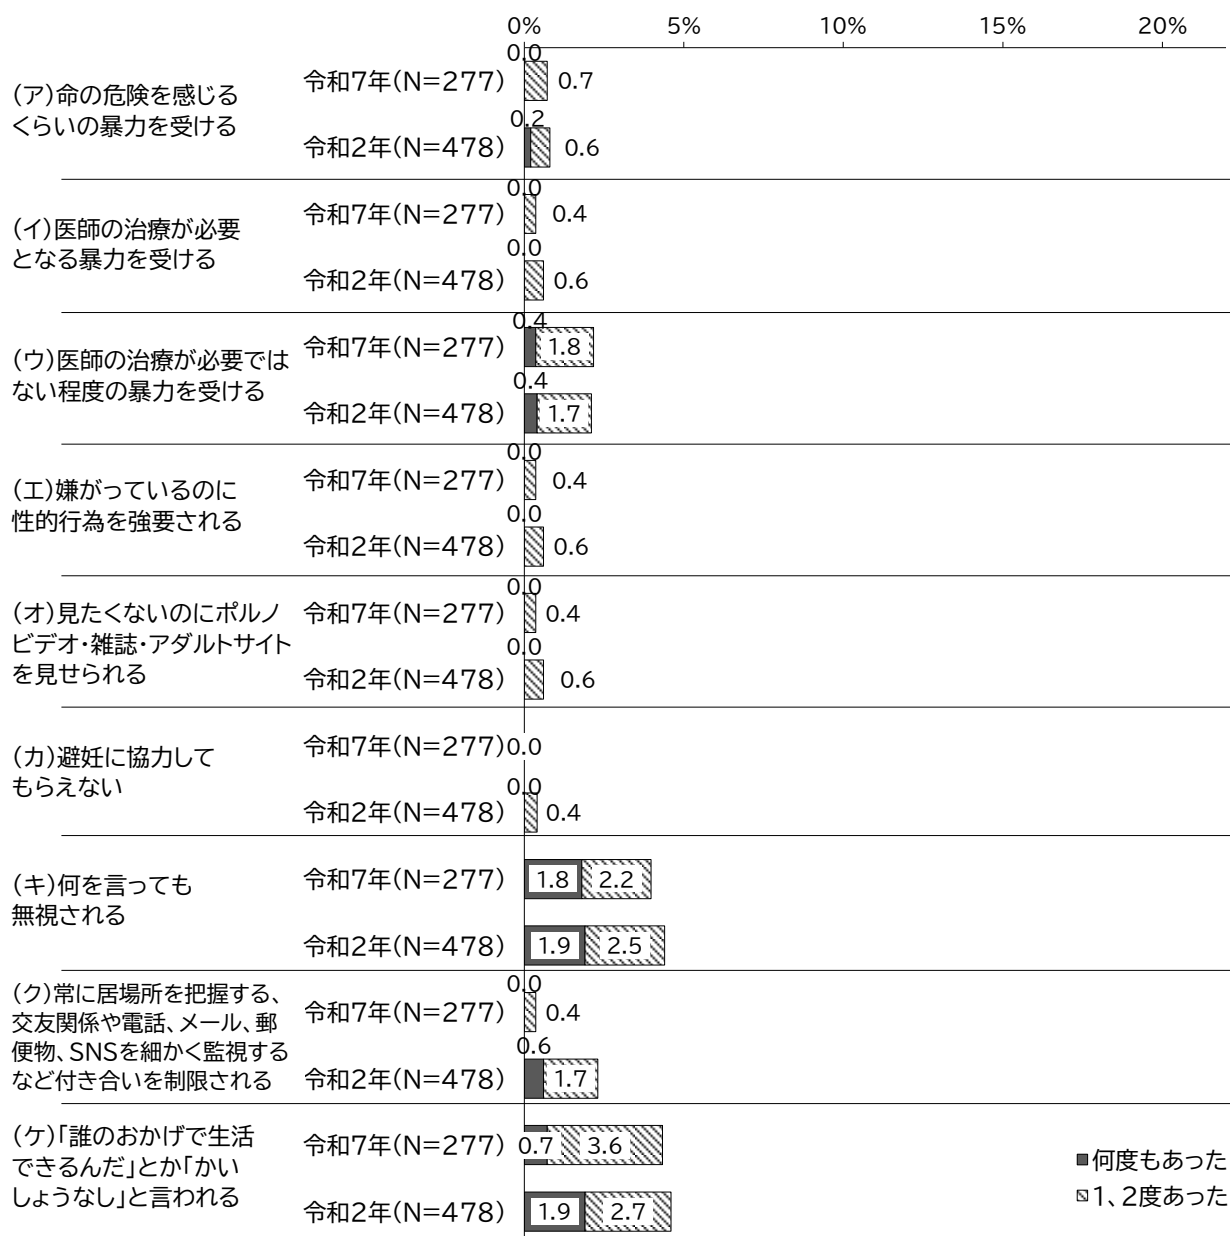 0% 5% 10% 15% 20%
0.0
令和7年(N=277) 0.7
(ア)命の危険を感じる
くらいの暴力を受ける
0.2
令和2年(N=478) 0.6
0.0
令和7年(N=277) 0.4
(イ)医師の治療が必要
となる暴力を受ける
0.0
令和2年(N=478) 0.6
0.4
令和7年(N=277) 1.8
(ウ)医師の治療が必要では
ない程度の暴力を受ける
0.4
令和2年(N=478) 1.7
0.0
令和7年(N=277) 0.4
(エ)嫌がっているのに
性的行為を強要される
0.0
令和2年(N=478) 0.6
0.0
令和7年(N=277) 0.4
(オ)見たくないのにポルノ
ビデオ・雑誌・アダルトサイト
を見せられる
0.0
令和2年(N=478) 0.6
令和7年(N=277) 0.0
(カ)避妊に協力して
もらえない
0.0
令和2年(N=478) 0.4
令和7年(N=277) 1.8 2.2
(キ)何を言っても
無視される
令和2年(N=478) 1.9 2.5
0.0
(ク)常に居場所を把握する、
交友関係や電話、メール、郵
便物、SNSを細かく監視する
など付き合いを制限される
令和7年(N=277) 0.4
0.6
令和2年(N=478) 1.7
(ケ)「誰のおかげで生活
できるんだ」とか「かい
しょうなし」と言われる
令和7年(N=277) 0.7 3.6
令和2年(N=478) 1.9 2.7
何度もあった
1、2度あった